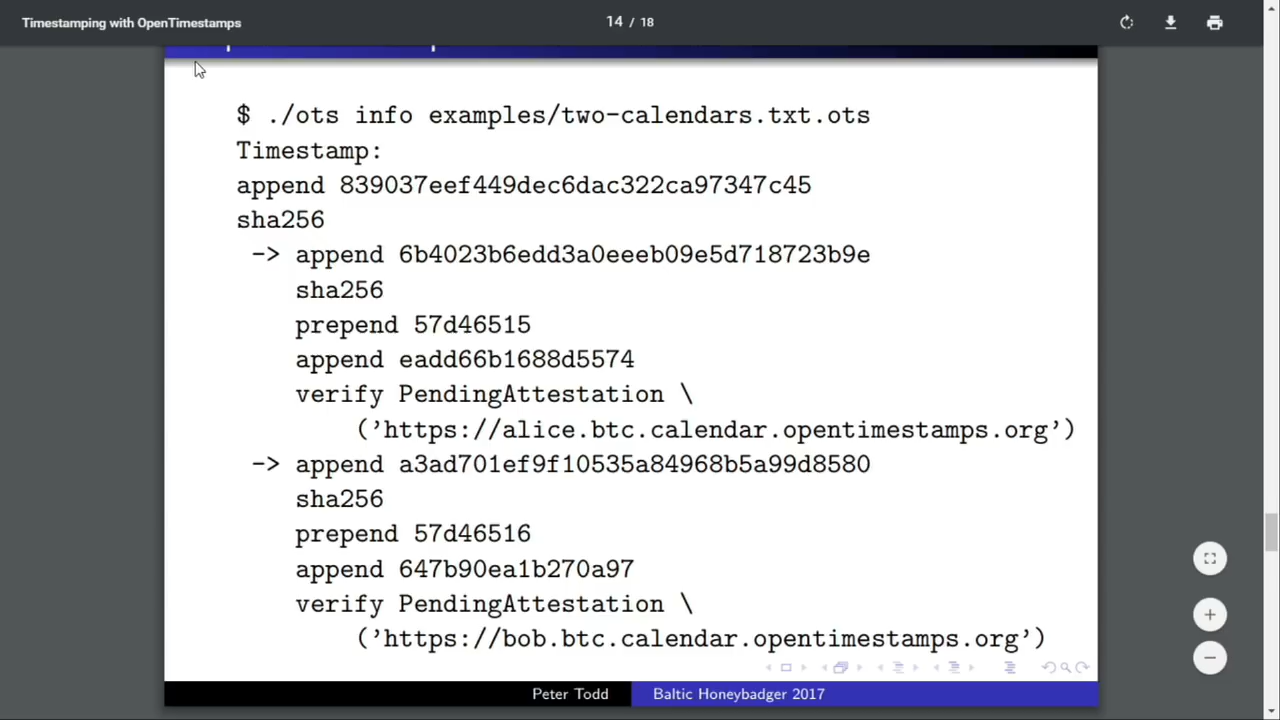 Timestamping with OpenTimestamps
14 / 18
$ ./ots info examples/two-calendars.txt.ots
Timestamp:
append 839037eef449dec6dac322ca97347c45
sha256
-> append 6b4023b6edd3a0eeeb09e5d718723b9e
sha256
prepend 57d46515
append eadd66b1688d5574
verify PendingAttestation \
('https://alice.btc.calendar.opentimestamps.org')
-> append a3ad701ef9f10535a84968b5a99d8580
sha256
prepend 57d46516
append 647b90ea1b270a97
verify PendingAttestation \
('https://bob.btc.calendar.opentimestamps.org')
Peter Todd
Baltic Honeybadger 2017